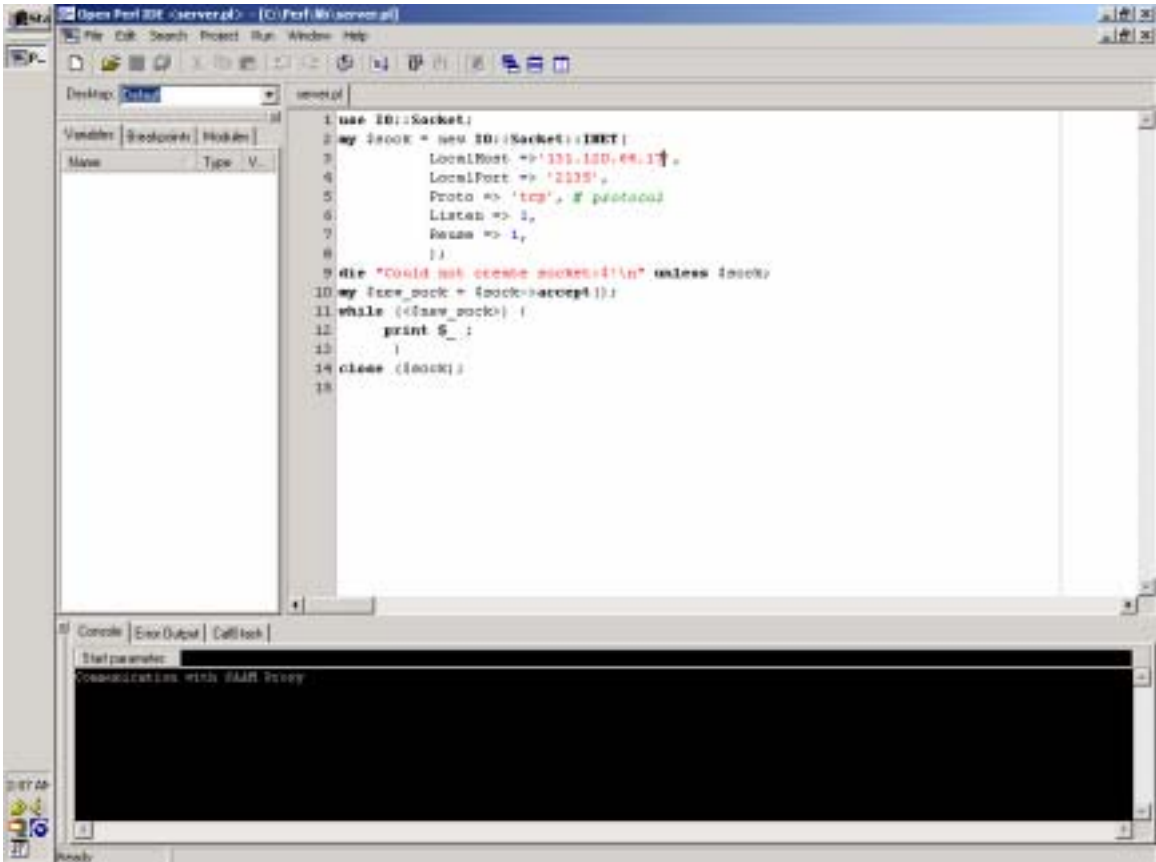 Open Perl IDE <server.pl> - [C:\Perl\Nb\server.pl]
File Edit Search Project Run Window Help
Desktop: Default
server.pl
Variables Breakpoints Modules
Name Type V...
1 use IO::Socket;
2 my $sock = new IO::Socket::INET(
3 LocalHost =>'131.120.
4 LocalPort => '2135',
5 Proto => 'tcp', # protocol
6 Listen => 1,
7 Reuse => 1,
8 );
9 die "Could not create socket:$!\n" unless $sock;
10 my $new_sock = $sock->accept();
11 while (<$new_sock>) {
12 print $_ ;
13 }
14 close ($sock);
15
Console Error Output CallStack
Start parameter:
Communication with SAAM Proxy
Ready